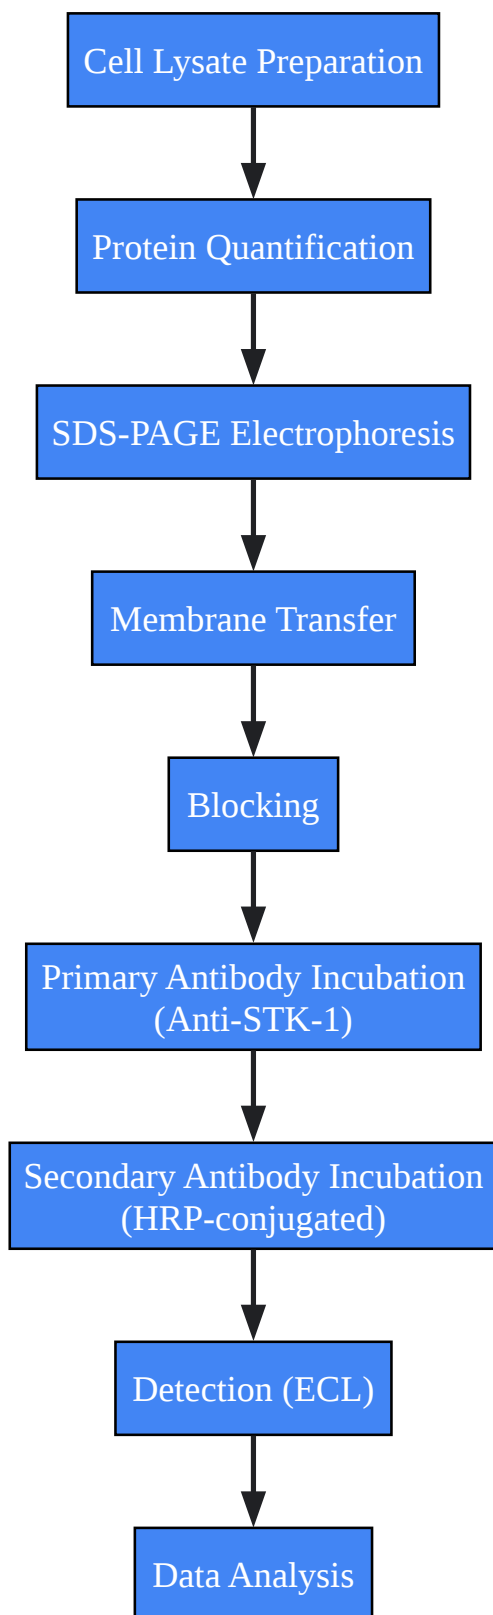 Cell Lysate Preparation
Protein Quantification
SDS-PAGE Electrophoresis
Membrane Transfer
Blocking
Primary Antibody Incubation
(Anti-STK-1)
Secondary Antibody Incubation
(HRP-conjugated)
Detection (ECL)
Data Analysis